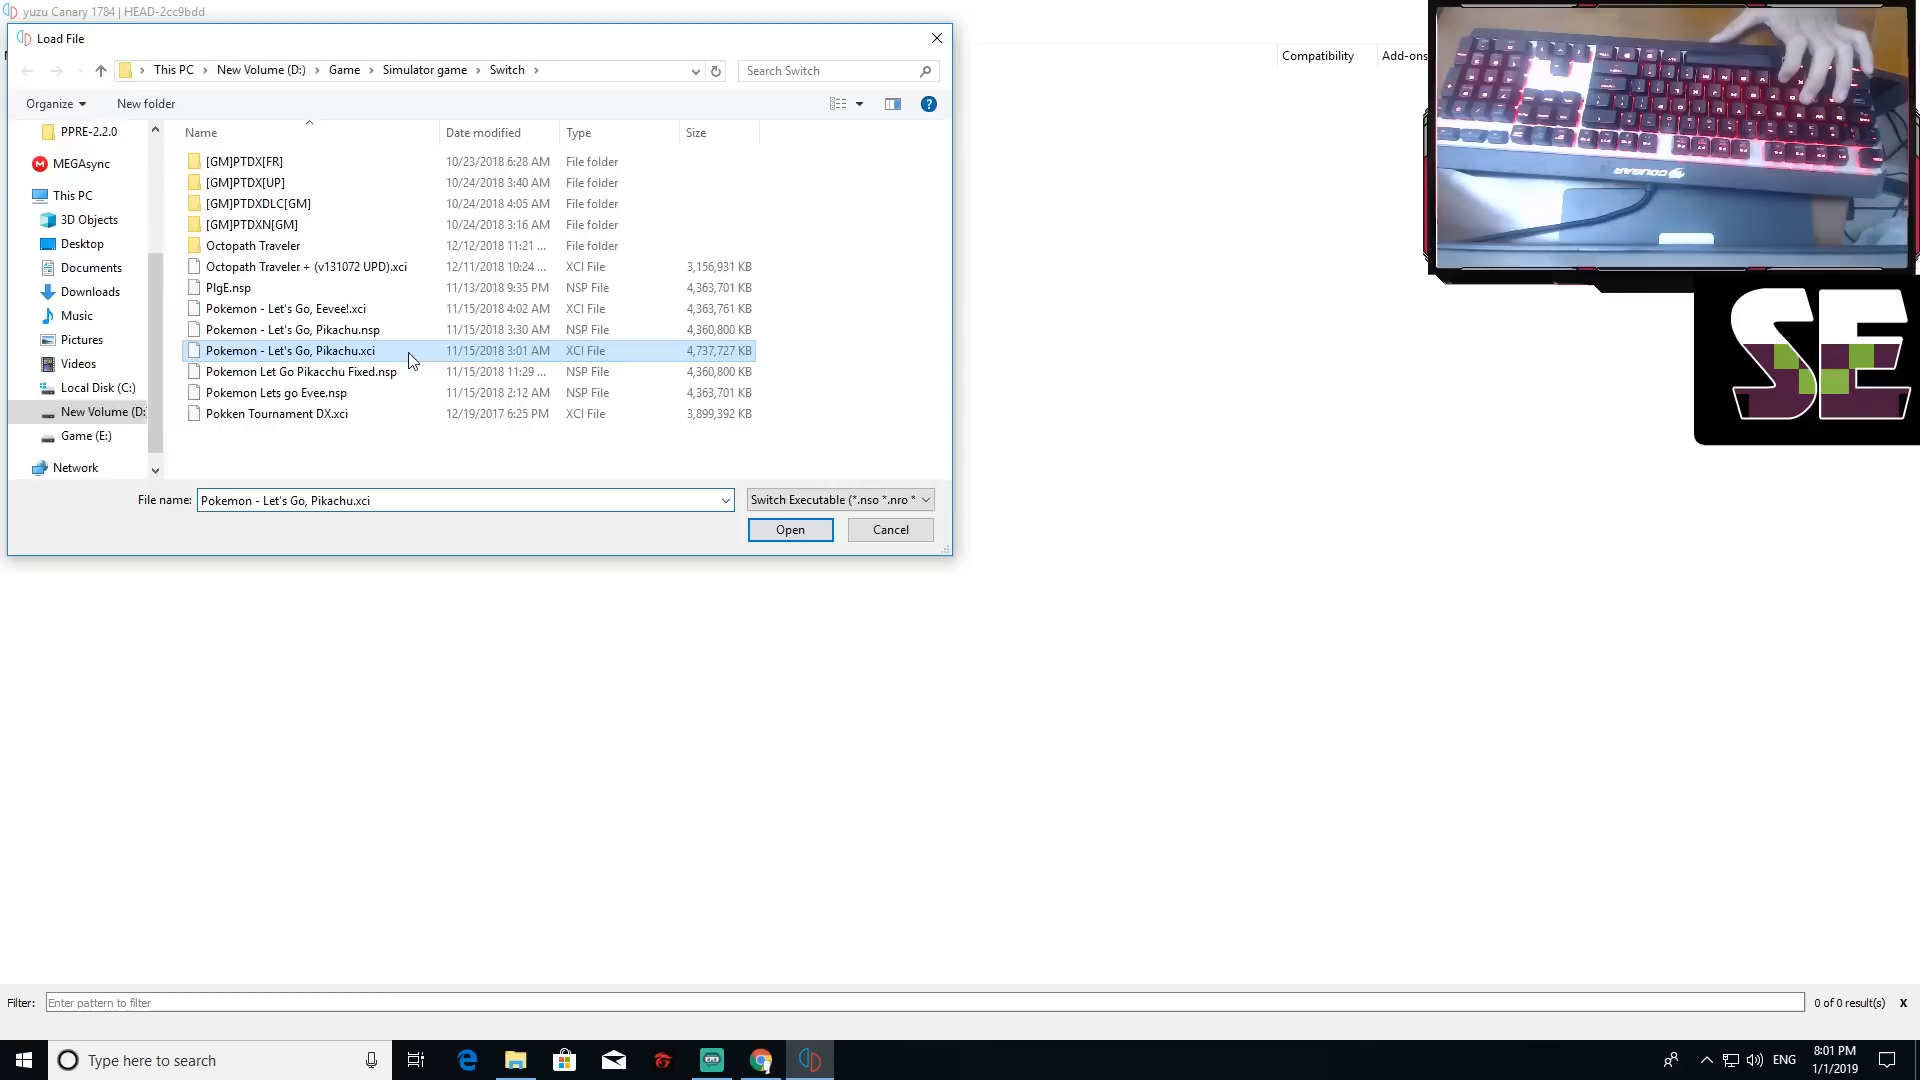 yuzu Canary 1784 | HEAD-2cc9bdd
Load File
This PC > New Volume (D:) > Game > Simulator game > Switch >
Search Switch
Compatibility
Add-ons
Organize
New folder
Name
Date modified
Type
Size
PPRE-2.2.0
MEGAsync
This PC
3D Objects
Desktop
Documents
Downloads
Music
Pictures
Videos
Local Disk (C:)
New Volume (D:
Game (E:)
Network
[GM]PTDX[FR] 10/23/2018 6:28 AM File folder
[GM]PTDX[UP] 10/24/2018 3:40 AM File folder
[GM]PTDXDLC[GM] 10/24/2018 4:05 AM File folder
[GM]PTDXN[GM] 10/24/2018 3:16 AM File folder
Octopath Traveler 12/12/2018 11:21 ... File folder
Octopath Traveler + (v131072 UPD).xci 12/11/2018 10:24 ... XCI File 3,156,931 KB
PlgE.nsp 11/13/2018 9:35 PM NSP File 4,363,701 KB
Pokemon - Let's Go, Eevee!.xci 11/15/2018 4:02 AM XCI File 4,363,761 KB
Pokemon - Let's Go, Pikachu.nsp 11/15/2018 3:30 AM NSP File 4,360,800 KB
Pokemon - Let's Go, Pikachu.xci 11/15/2018 3:01 AM XCI File 4,737,727 KB
Pokemon Let Go Pikacchu Fixed.nsp 11/15/2018 11:29 ... NSP File 4,360,800 KB
Pokemon Lets go Evee.nsp 11/15/2018 2:12 AM NSP File 4,363,701 KB
Pokken Tournament DX.xci 12/19/2017 6:25 PM XCI File 3,899,392 KB
File name: Pokemon - Let's Go, Pikachu.xci
Switch Executable (*.nso *.nro *
Open
Cancel
COUGAR
SE
Filter: Enter pattern to filter
0 of 0 result(s) X
Type here to search
ENG
8:01 PM
1/1/2019